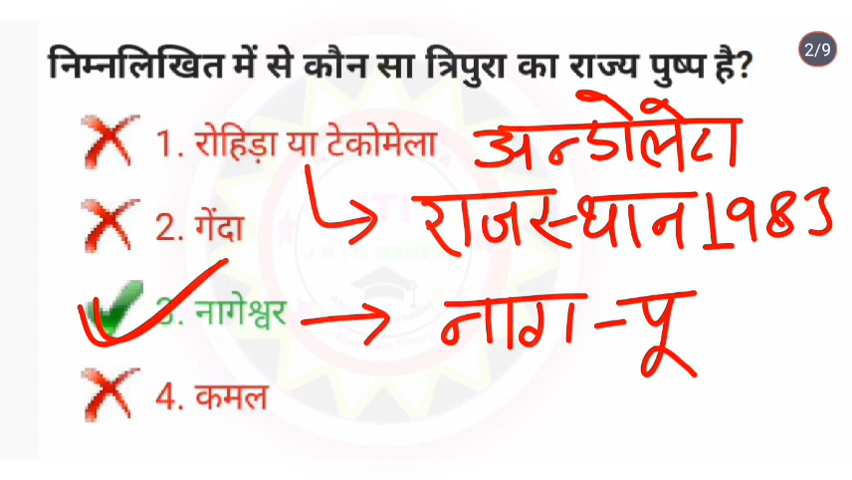 निम्नलिखित में से कौन सा त्रिपुरा का राज्य पुष्प है?
2/9
1. रोहिड़ा या टेकोमेला अन्डोलेटा
राजस्थान 1983
2. गेंदा
3. नागेश्वर → नाग-पू
4. कमल